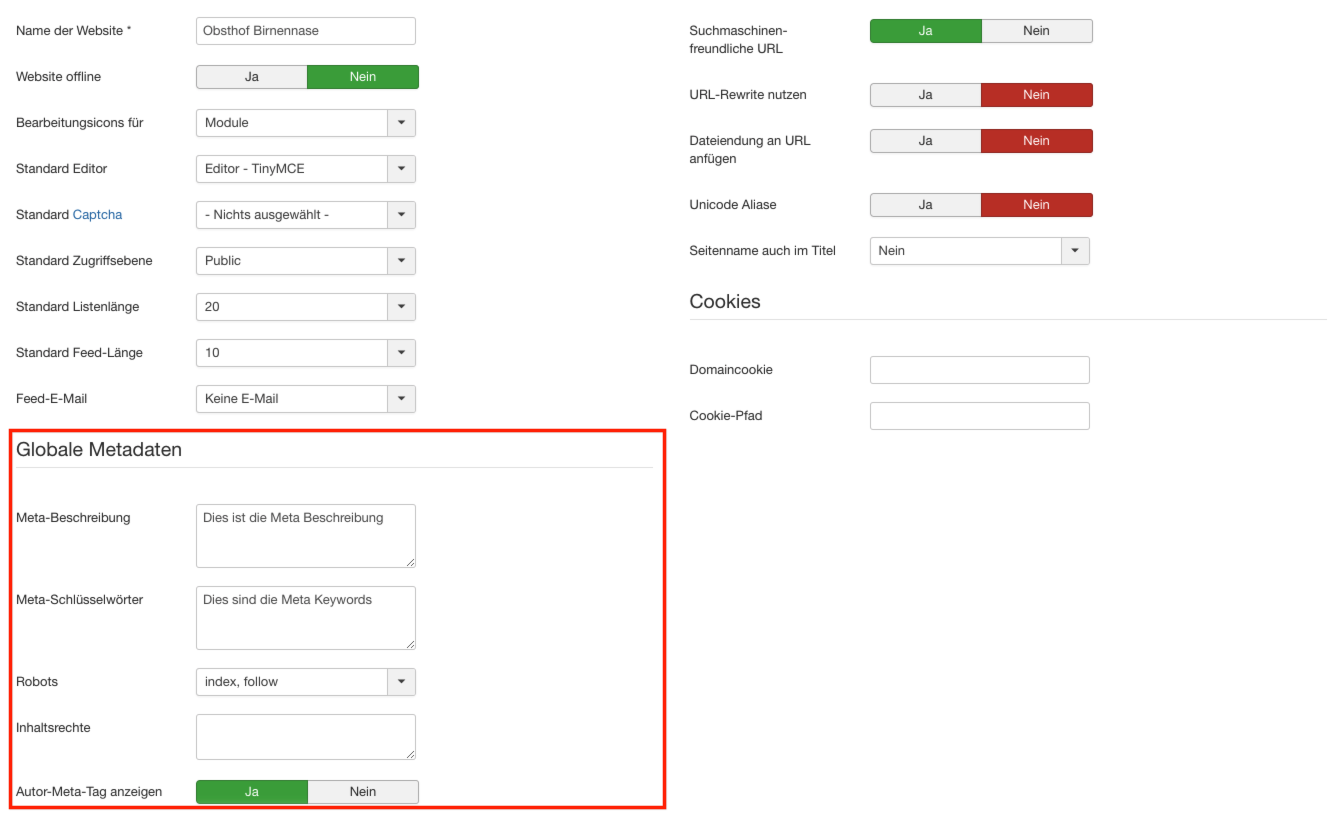 Name der Website *
Obsthof Birnennase
Website offline
Ja Nein
Bearbeitungsicons für
Module
Standard Editor
Editor - TinyMCE
Standard Captcha
- Nichts ausgewählt -
Standard Zugriffsebene
Public
Standard Listenlänge
20
Standard Feed-Länge
10
Feed-E-Mail
Keine E-Mail
Globale Metadaten
Meta-Beschreibung
Dies ist die Meta Beschreibung
Meta-Schlüsselwörter
Dies sind die Meta Keywords
Robots
index, follow
Inhaltsrechte
Autor-Meta-Tag anzeigen
Ja Nein
Suchmaschinen-
freundliche URL
Ja Nein
URL-Rewrite nutzen
Ja Nein
Dateiendung an URL
anfügen
Ja Nein
Unicode Aliase
Ja Nein
Seitenname auch im Titel
Nein
Cookies
Domaincookie
Cookie-Pfad